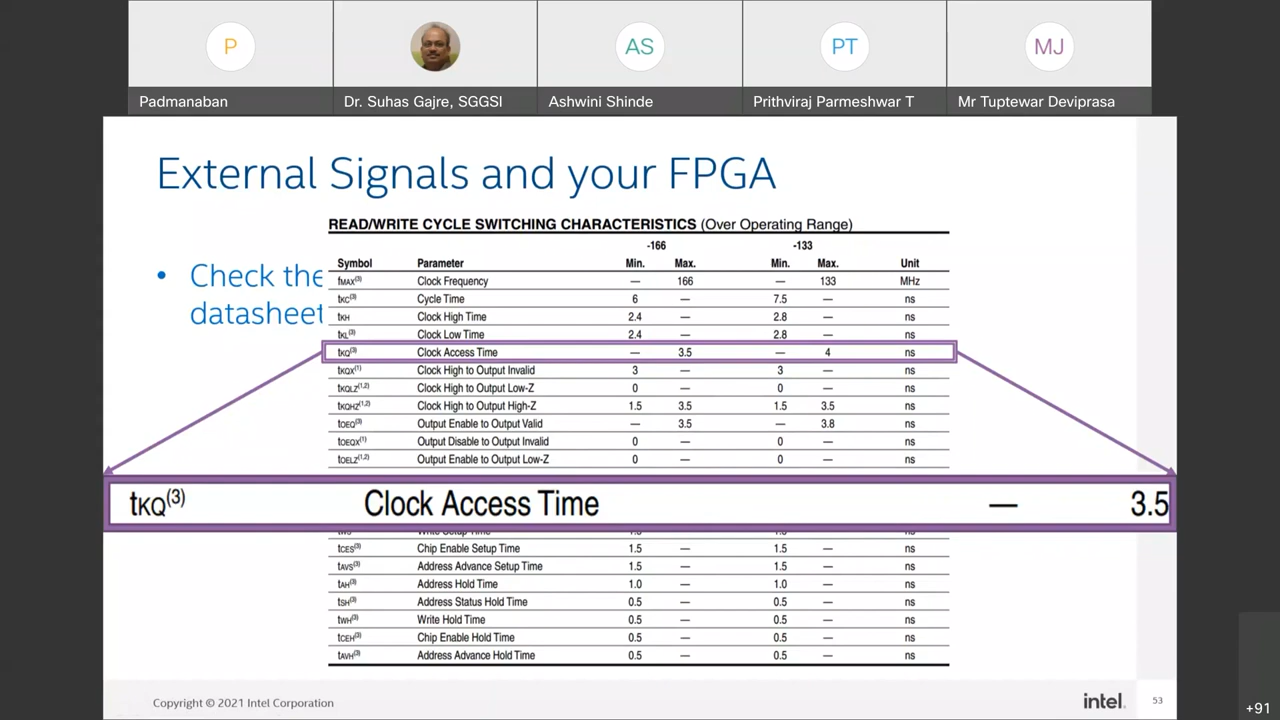 P
AS
PT
MJ
Padmanaban
Dr. Suhas Gajre, SGGSI
Ashwini Shinde
Prithviraj Parmeshwar T
Mr Tuptewar Deviprasa
External Signals and your FPGA
• Check the
datasheet
READ/WRITE CYCLE SWITCHING CHARACTERISTICS (Over Operating Range)
-166 -133
Symbol Parameter Min. Max. Min. Max. Unit
fMAX(3) Clock Frequency — 166 — 133 MHz
tKC(3) Cycle Time 6 — 7.5 — ns
tKH Clock High Time 2.4 — 2.8 — ns
tKL(3) Clock Low Time 2.4 — 2.8 — ns
tKQ(3) Clock Access Time — 3.5 — 4 ns
tKQX(1) Clock High to Output Invalid 3 — 3 — ns
tKQLZ(1,2) Clock High to Output Low-Z 0 — 0 — ns
tKQHZ(1,2) Clock High to Output High-Z 1.5 3.5 1.5 3.5 ns
tOEQ(3) Output Enable to Output Valid — 3.5 — 3.8 ns
tOEQX(1) Output Disable to Output Invalid 0 — 0 — ns
tOELZ(1,2) Output Enable to Output Low-Z 0 — 0 — ns
tKQ(3) Clock Access Time — 3.5
tCES(3) Chip Enable Setup Time 1.5 — 1.5 — ns
tAVS(3) Address Advance Setup Time 1.5 — 1.5 — ns
tAH(3) Address Hold Time 1.0 — 1.0 — ns
tSH(3) Address Status Hold Time 0.5 — 0.5 — ns
tWH(3) Write Hold Time 0.5 — 0.5 — ns
tCEH(3) Chip Enable Hold Time 0.5 — 0.5 — ns
tAVH(3) Address Advance Hold Time 0.5 — 0.5 — ns
Copyright © 2021 Intel Corporation
intel.
53
+91